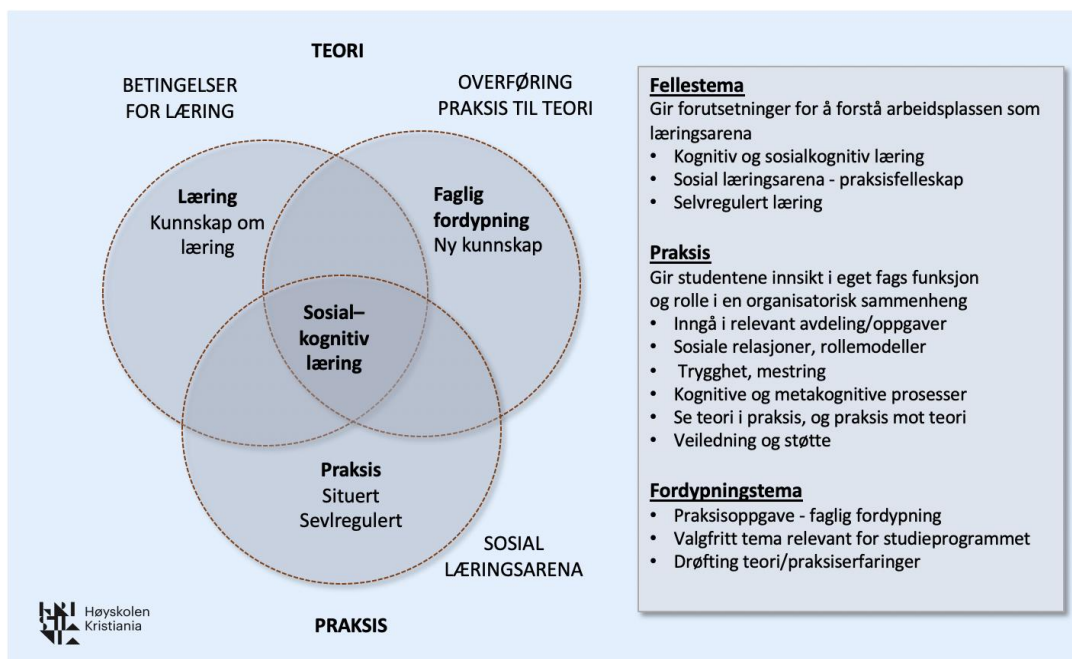 TEORI
BETINGELSER
FOR LÆRING
OVERFØRING
PRAKSIS TIL TEORI
Læring
Kunnskap om
læring
Faglig
fordypning
Ny kunnskap
Sosial–
kognitiv
læring
Praksis
Situert
Sevlregulert
SOSIAL
LÆRINGSARENA
PRAKSIS
Høyskolen
Kristiania
Fellestema
Gir forutsetninger for å forstå arbeidsplassen som
læringsarena
• Kognitiv og sosialkognitiv læring
• Sosial læringsarena - praksisfelleskap
• Selvregulert læring
Praksis
Gir studentene innsikt i eget fags funksjon
og rolle i en organisatorisk sammenheng
• Inngå i relevant avdeling/oppgaver
• Sosiale relasjoner, rollemodeller
• Trygghet, mestring
• Kognitive og metakognitive prosesser
• Se teori i praksis, og praksis mot teori
• Veiledning og støtte
Fordypningstema
• Praksisoppgave - faglig fordypning
• Valgfritt tema relevant for studieprogrammet
• Drøfting teori/praksiserfaringer